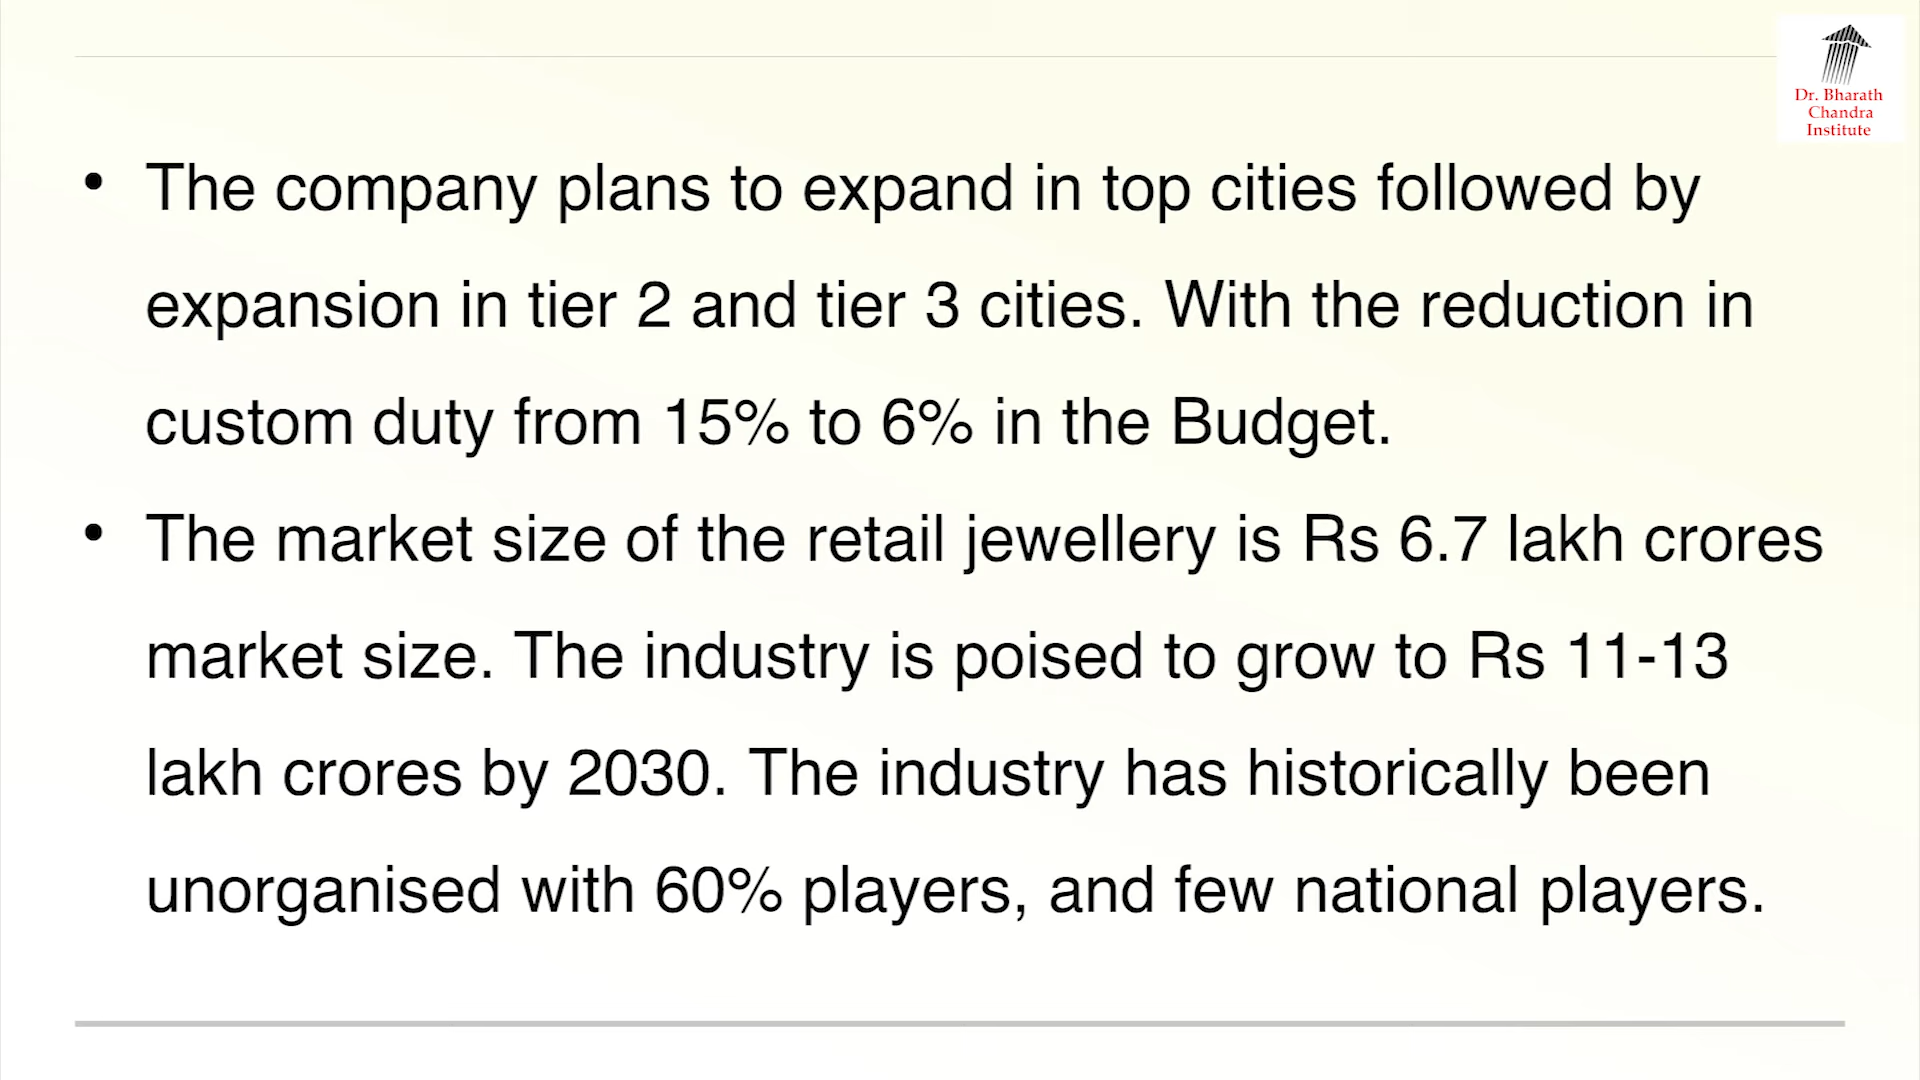 Dr. Bharath
Chandra
Institute
• The company plans to expand in top cities followed by
expansion in tier 2 and tier 3 cities. With the reduction in
custom duty from 15% to 6% in the Budget.
• The market size of the retail jewellery is Rs 6.7 lakh crores
market size. The industry is poised to grow to Rs 11-13
lakh crores by 2030. The industry has historically been
unorganised with 60% players, and few national players.